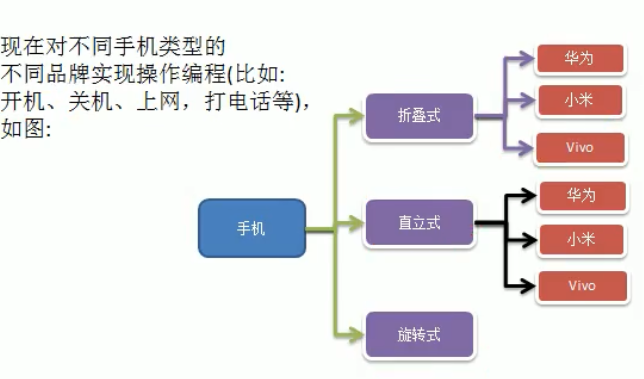 现在对不同手机类型的
不同品牌实现操作编程(比如:
开机、关机、上网，打电话等)，
如图:
手机
折叠式
华为
小米
Vivo
直立式
华为
小米
Vivo
旋转式